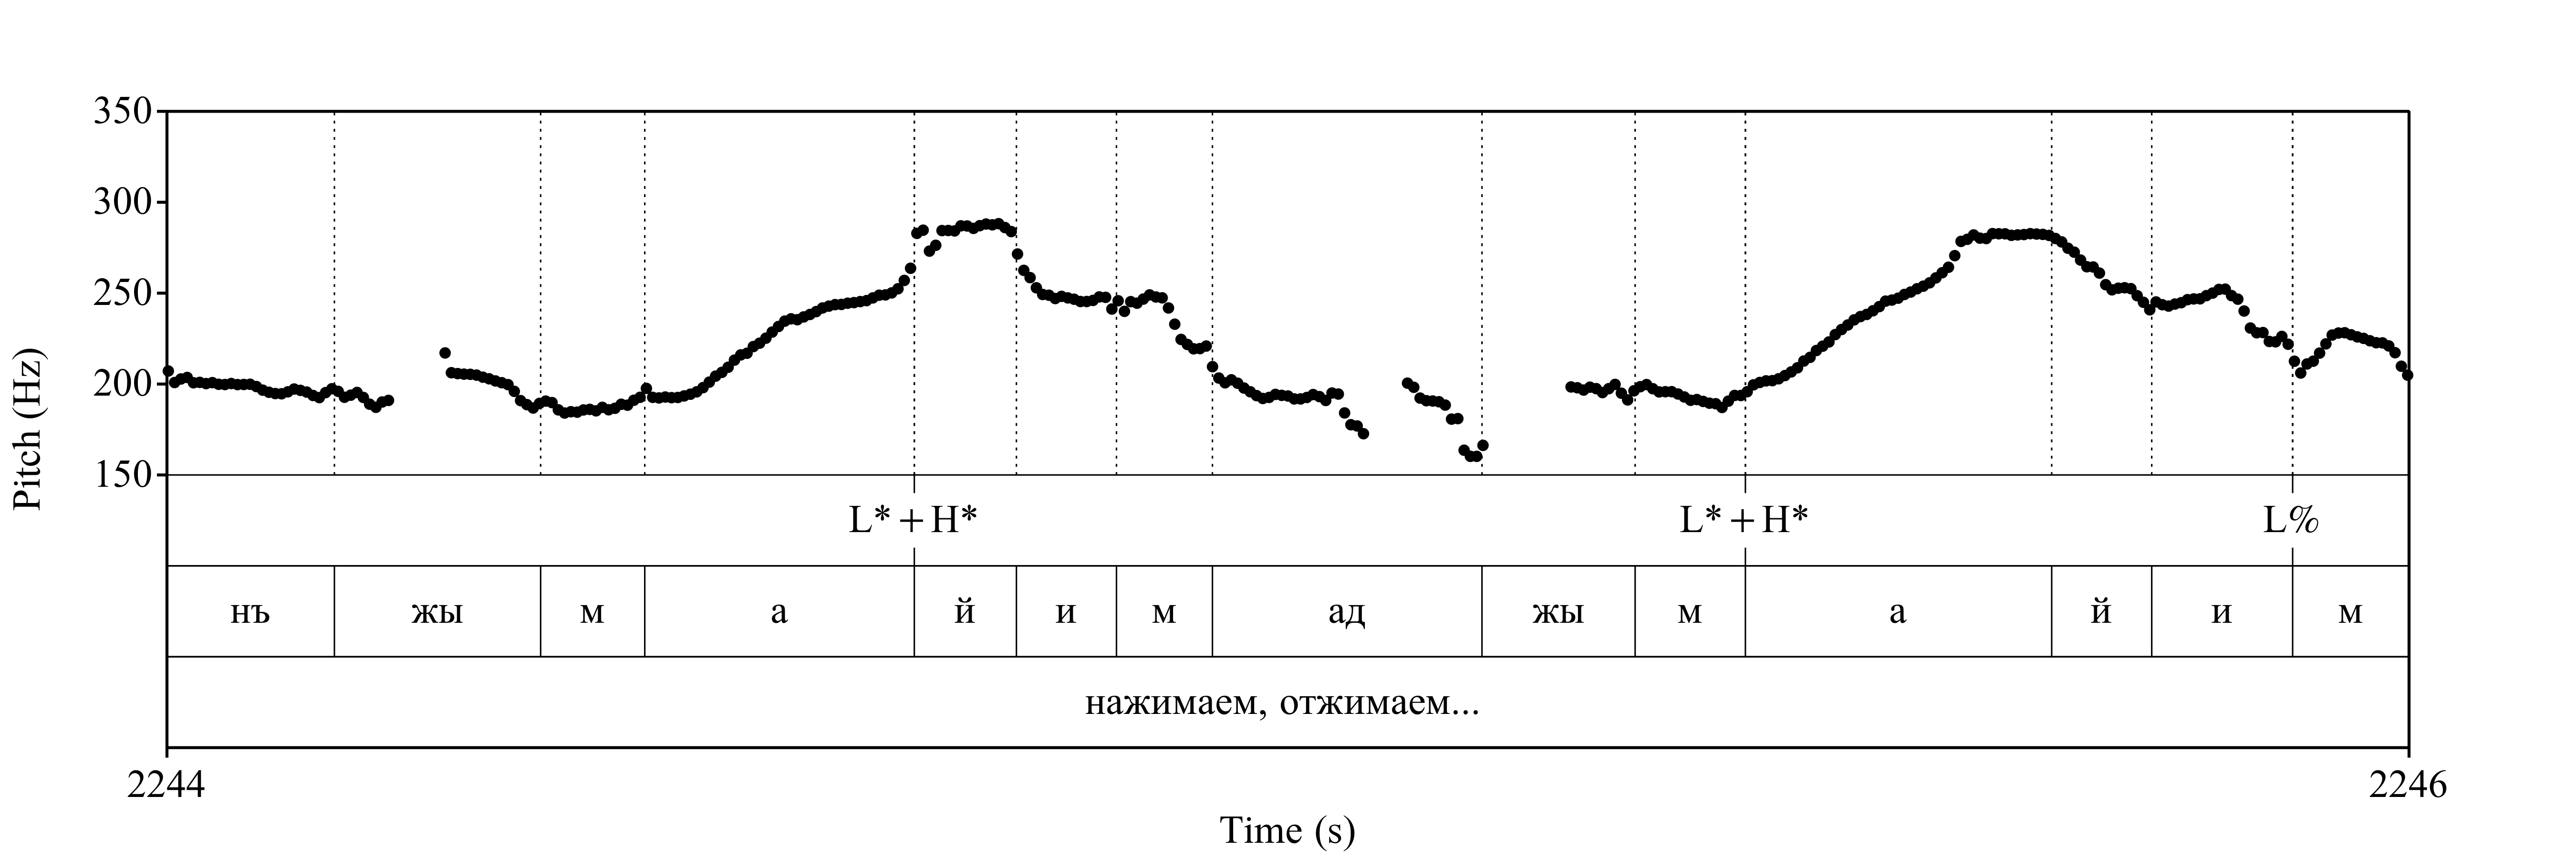 350
300
250
200
150
Pitch (Hz)
L*+H* L*+H* L%
нъ жы м а й и м ад жы м а й и м
нажимаем, отжимаем...
2244 2246
Time (s)